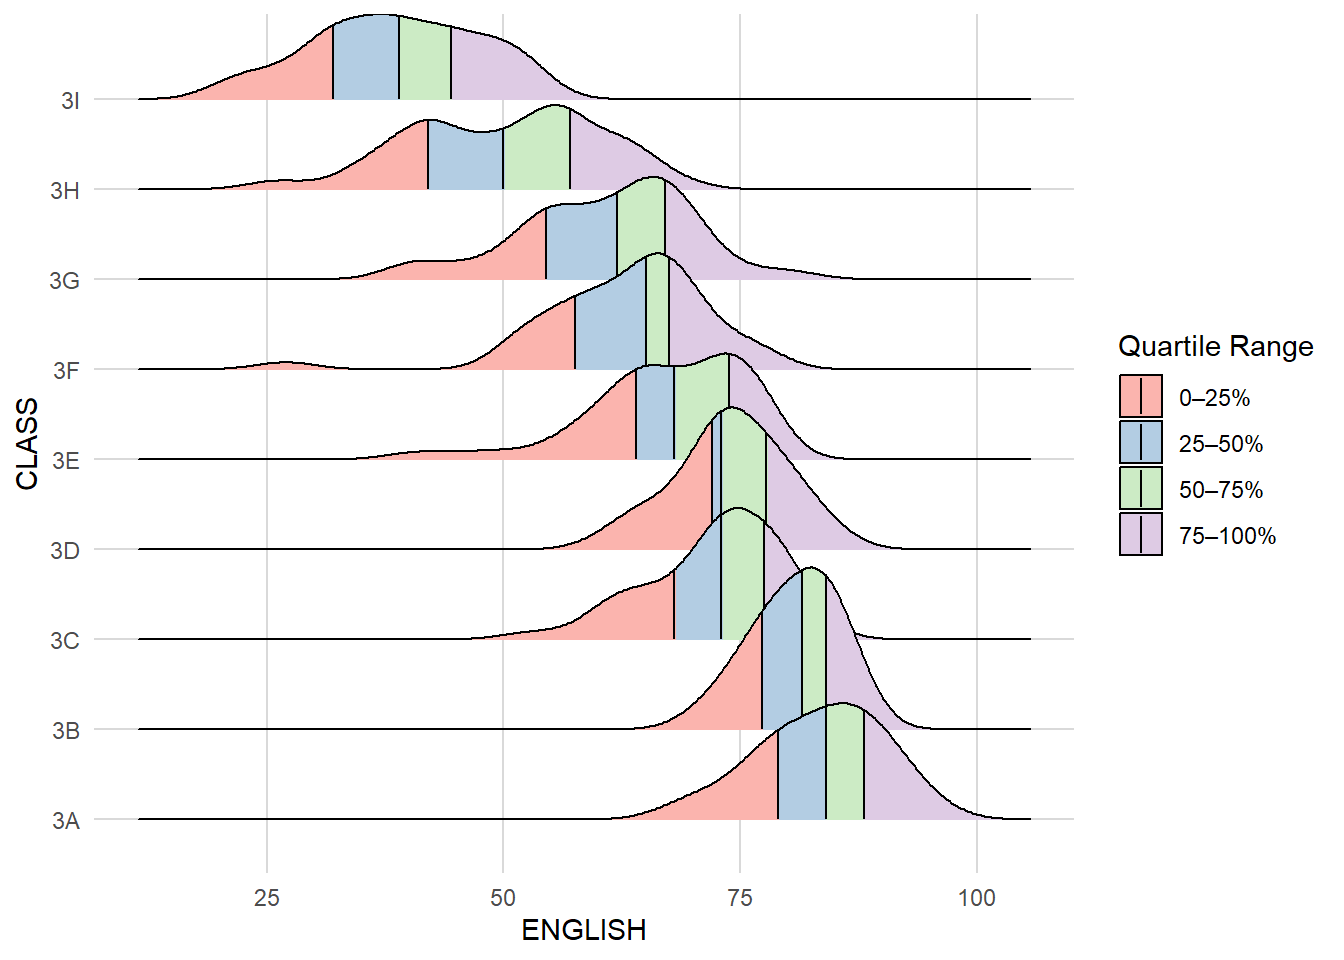 3I
3H
3G
3F
3E
3D
3C
3B
3A
CLASS
25 50 75 100
ENGLISH
Quartile Range
0–25%
25–50%
50–75%
75–100%